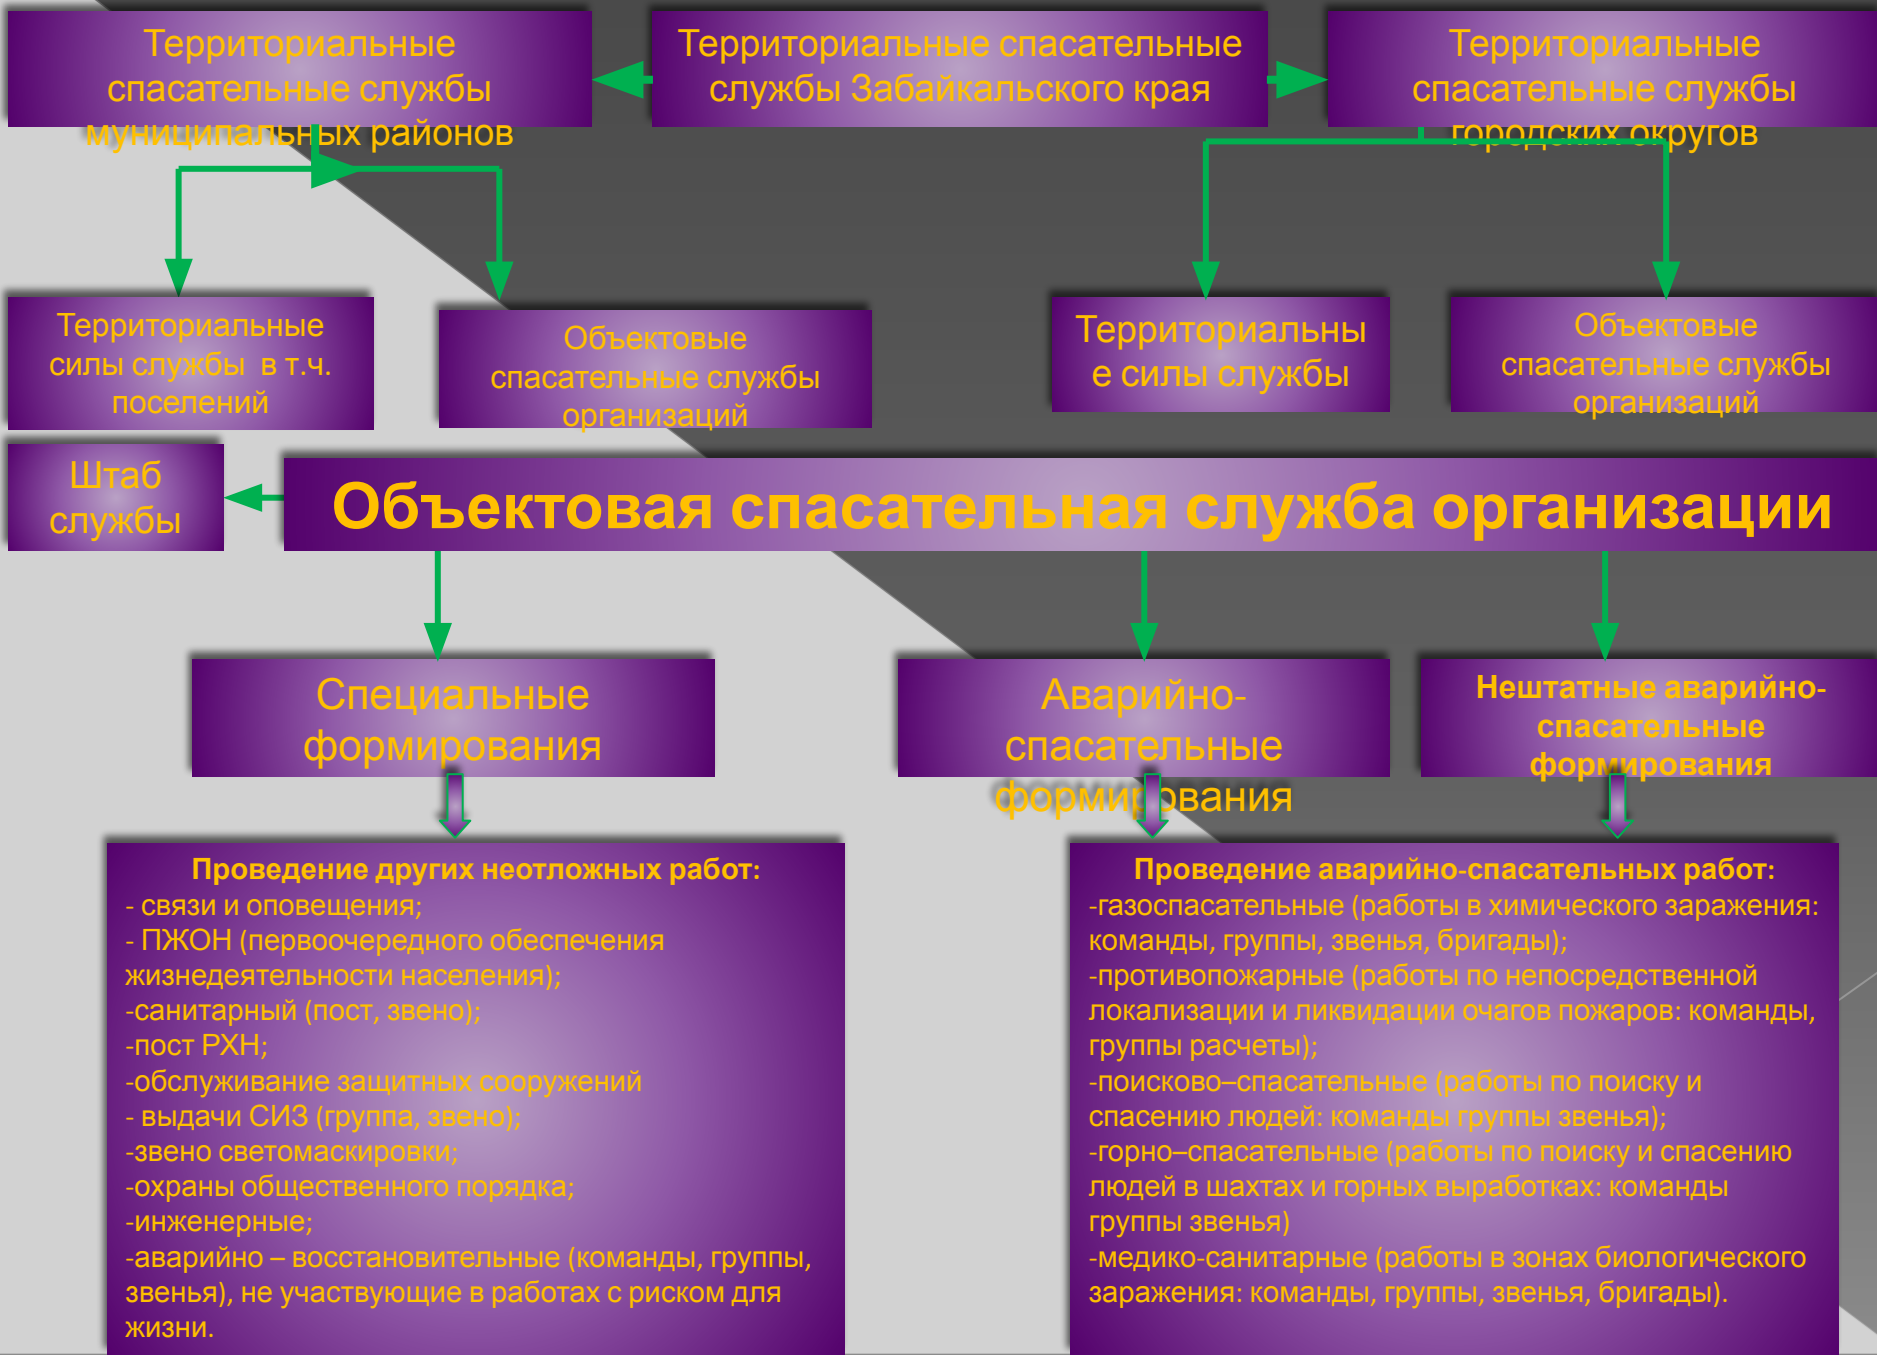 Территориальные
спасательные службы
муниципальных районов
Территориальные спасательные
службы Забайкальского края
Территориальные
спасательные службы
городских округов
Территориальные
силы службы  в т.ч.
поселений
Объектовые
спасательные службы
организаций
Территориальны
е силы службы
Объектовые
спасательные службы
организаций
Штаб
службы
Объектовая спасательная служба организации
Специальные
формирования
Аварийно-
спасательные
формирования
Нештатные аварийно-
спасательные
формирования
Проведение других неотложных работ:
- связи и оповещения;
- ПЖОН (первоочередного обеспечения
жизнедеятельности населения);
-санитарный (пост, звено);
-пост РХН;
-обслуживание защитных сооружений
- выдачи СИЗ (группа, звено);
-звено светомаскировки;
-охраны общественного порядка;
-инженерные;
-аварийно – восстановительные (команды, группы,
звенья), не участвующие в работах с риском для
жизни.
Проведение аварийно-спасательных работ:
-газоспасательные (работы в химического заражения:
команды, группы, звенья, бригады);
-противопожарные (работы по непосредственной
локализации и ликвидации очагов пожаров: команды,
группы расчеты);
-поисково–спасательные (работы по поиску и
спасению людей: команды группы звенья);
-горно–спасательные (работы по поиску и спасению
людей в шахтах и горных выработках: команды
группы звенья)
-медико-санитарные (работы в зонах биологического
заражения: команды, группы, звенья, бригады).